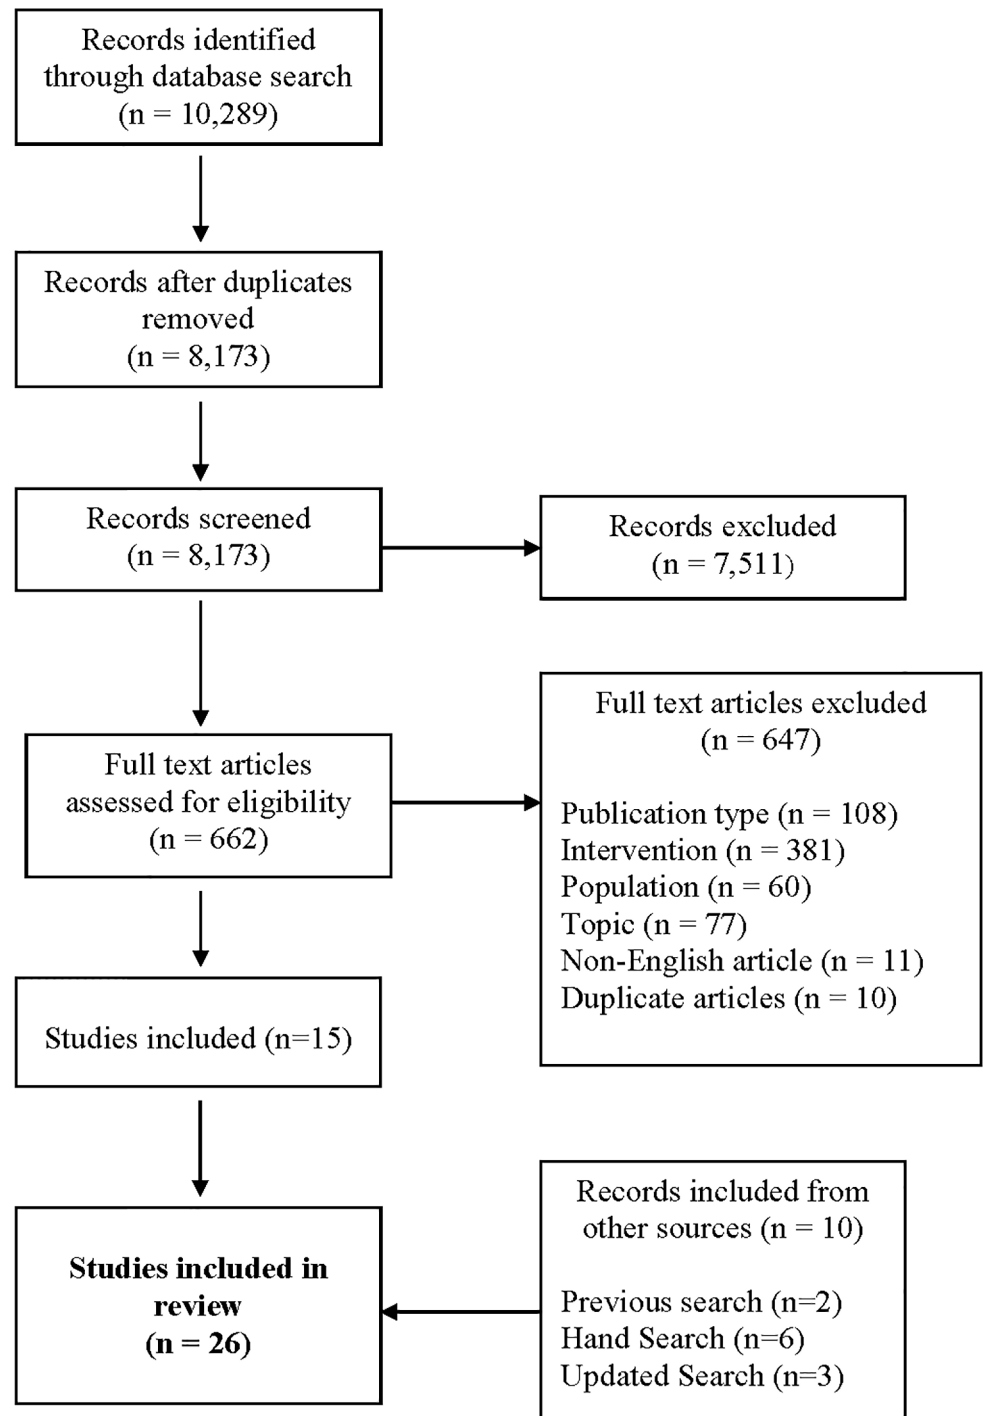 Records identified
through database search
(n = 10,289)
Records after duplicates
removed
(n = 8,173)
Records screened
(n = 8,173)
Records excluded
(n = 7,511)
Full text articles
assessed for eligibility
(n = 662)
Full text articles excluded
(n = 647)
Publication type (n = 108)
Intervention (n = 381)
Population (n = 60)
Topic (n = 77)
Non-English article (n = 11)
Duplicate articles (n = 10)
Studies included (n=15)
Records included from
other sources (n = 10)
Previous search (n=2)
Hand Search (n=6)
Updated Search (n=3)
Studies included in
review
(n = 26)